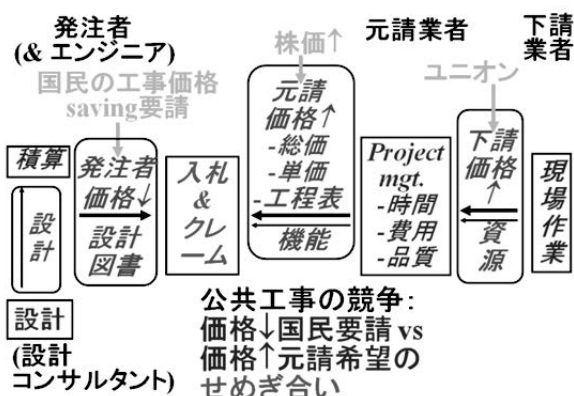 発注者
(& エンジニア)
国民の工事価格
saving要請
積算
設計
設計
(設計
コンサルタント)
発注者
価格↓
設計
図書
入札
&
クレ
ーム
株価↑
元請
価格↑
-総価
-単価
-工程表
機能
元請業者
Project
mgt.
-時間
-費用
-品質
下請
業者
ユニオン
下請
価格
↑
資
源
現
場
作
業
公共工事の競争:
価格↓国民要請 vs
価格↑元請希望の
せめぎ合い